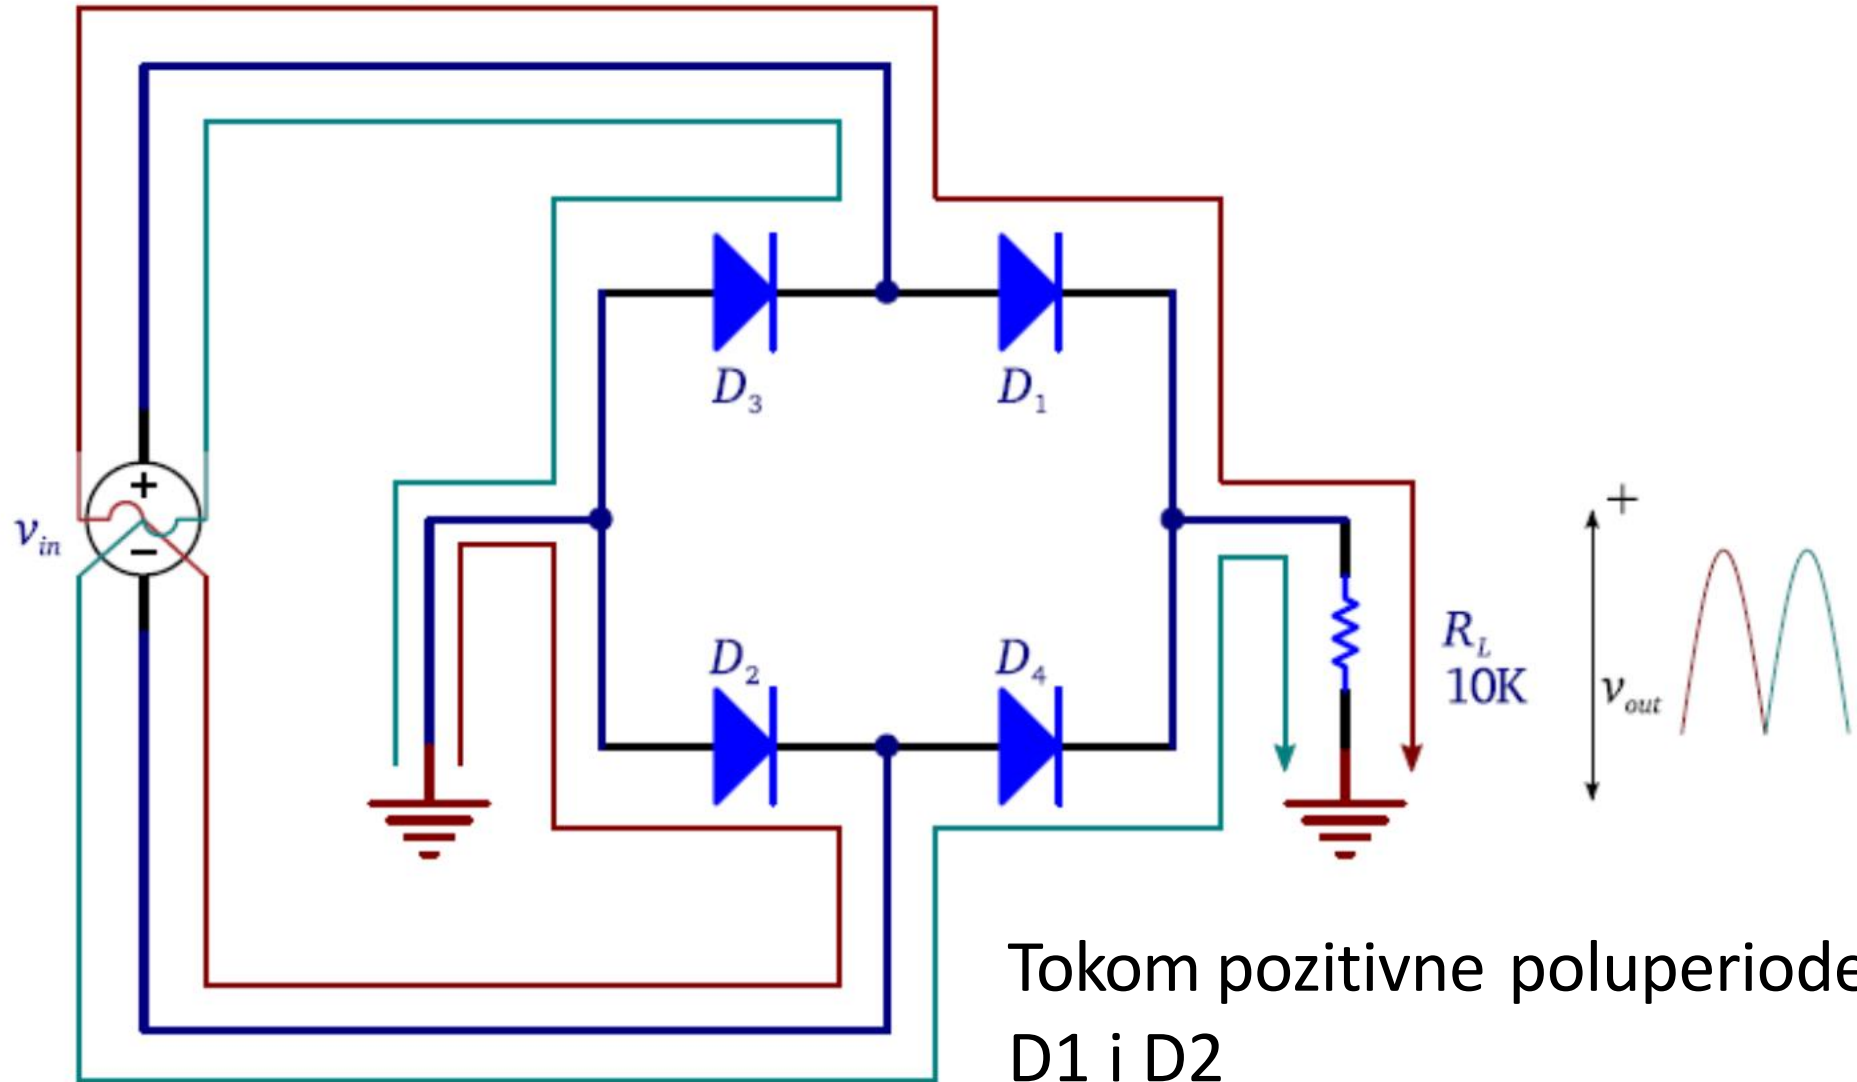 D3
D1
+
−
vin
+
D2
D4
RL
10K
vout
Tokom pozitivne poluperiode
D1 i D2